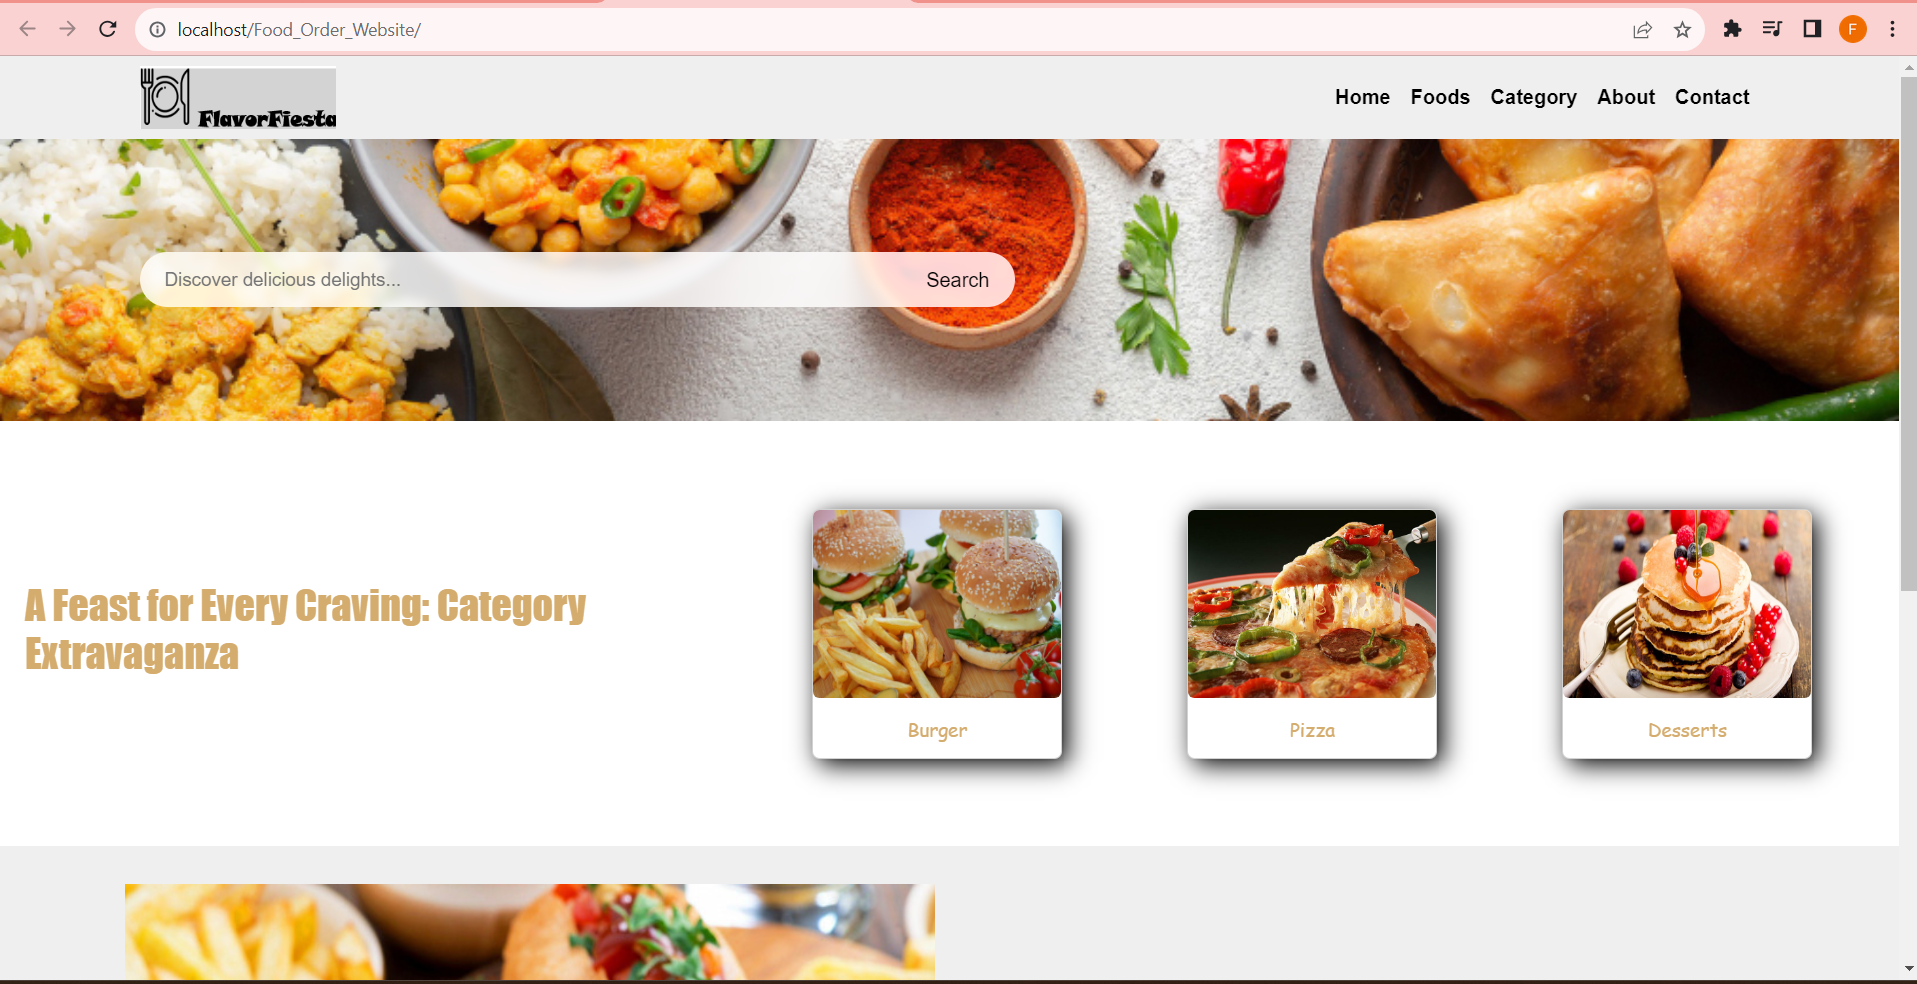 localhost/Food_Order_Website/
F
FlavorFiesta
Home Foods Category About Contact
Discover delicious delights...
Search
A Feast for Every Craving: Category
Extravaganza
Burger
Pizza
Desserts